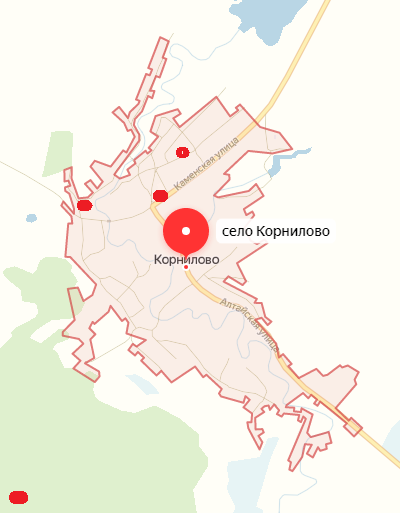 Каменская улица
село Корнилово
Корнилово
Алтайская улица